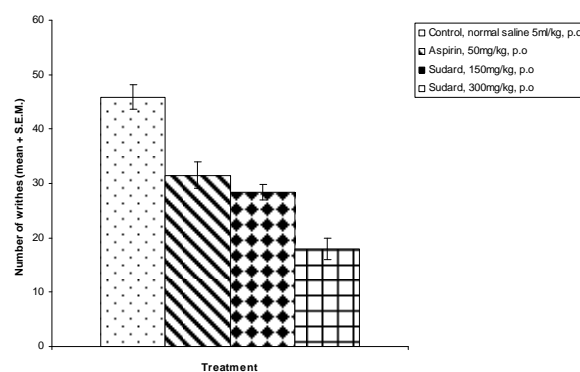 60
50
40
30
20
10
0
Number of writhes (mean + S.E.M.)
Treatment
Control, normal saline 5ml/kg, p.o
Aspirin, 50mg/kg, p.o
Sudard, 150mg/kg, p.o
Sudard, 300mg/kg, p.o